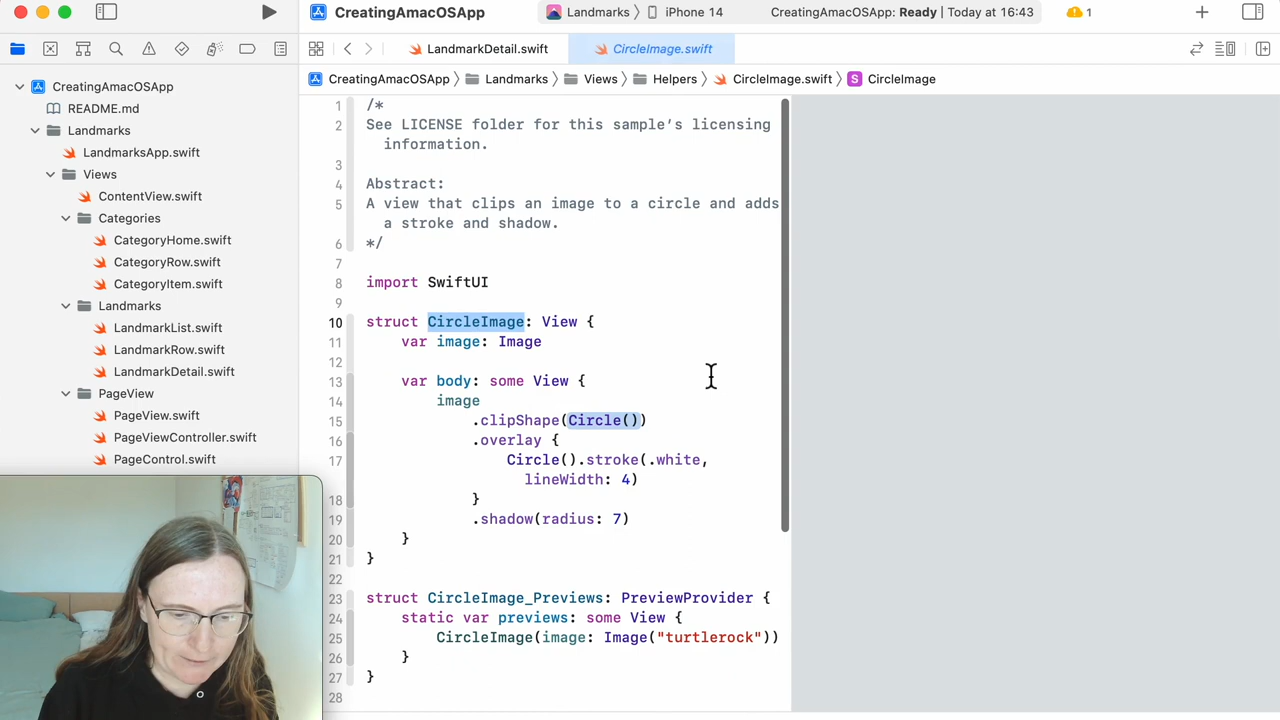 CreatingAmacOSApp
Landmarks
iPhone 14
CreatingAmacOSApp: Ready | Today at 16:43
1
LandmarkDetail.swift
CircleImage.swift
CreatingAmacOSApp
Landmarks
Views
Helpers
CircleImage.swift
S
CircleImage
CreatingAmacOSApp
README.md
Landmarks
LandmarksApp.swift
Views
ContentView.swift
Categories
CategoryHome.swift
CategoryRow.swift
CategoryItem.swift
Landmarks
LandmarkList.swift
LandmarkRow.swift
LandmarkDetail.swift
PageView
PageView.swift
PageViewController.swift
PageControl.swift
1 /*
2 See LICENSE folder for this sample’s licensing
information.
3
4 Abstract:
5 A view that clips an image to a circle and adds
a stroke and shadow.
6 */
7
8 import SwiftUI
9
10 struct CircleImage: View {
11 var image: Image
12
13 var body: some View {
14 image
15 .clipShape(Circle())
16 .overlay {
17 Circle().stroke(.white,
lineWidth: 4)
18 }
19 .shadow(radius: 7)
20 }
21 }
22
23 struct CircleImage_Previews: PreviewProvider {
24 static var previews: some View {
25 CircleImage(image: Image("turtlerock"))
26 }
27 }
28